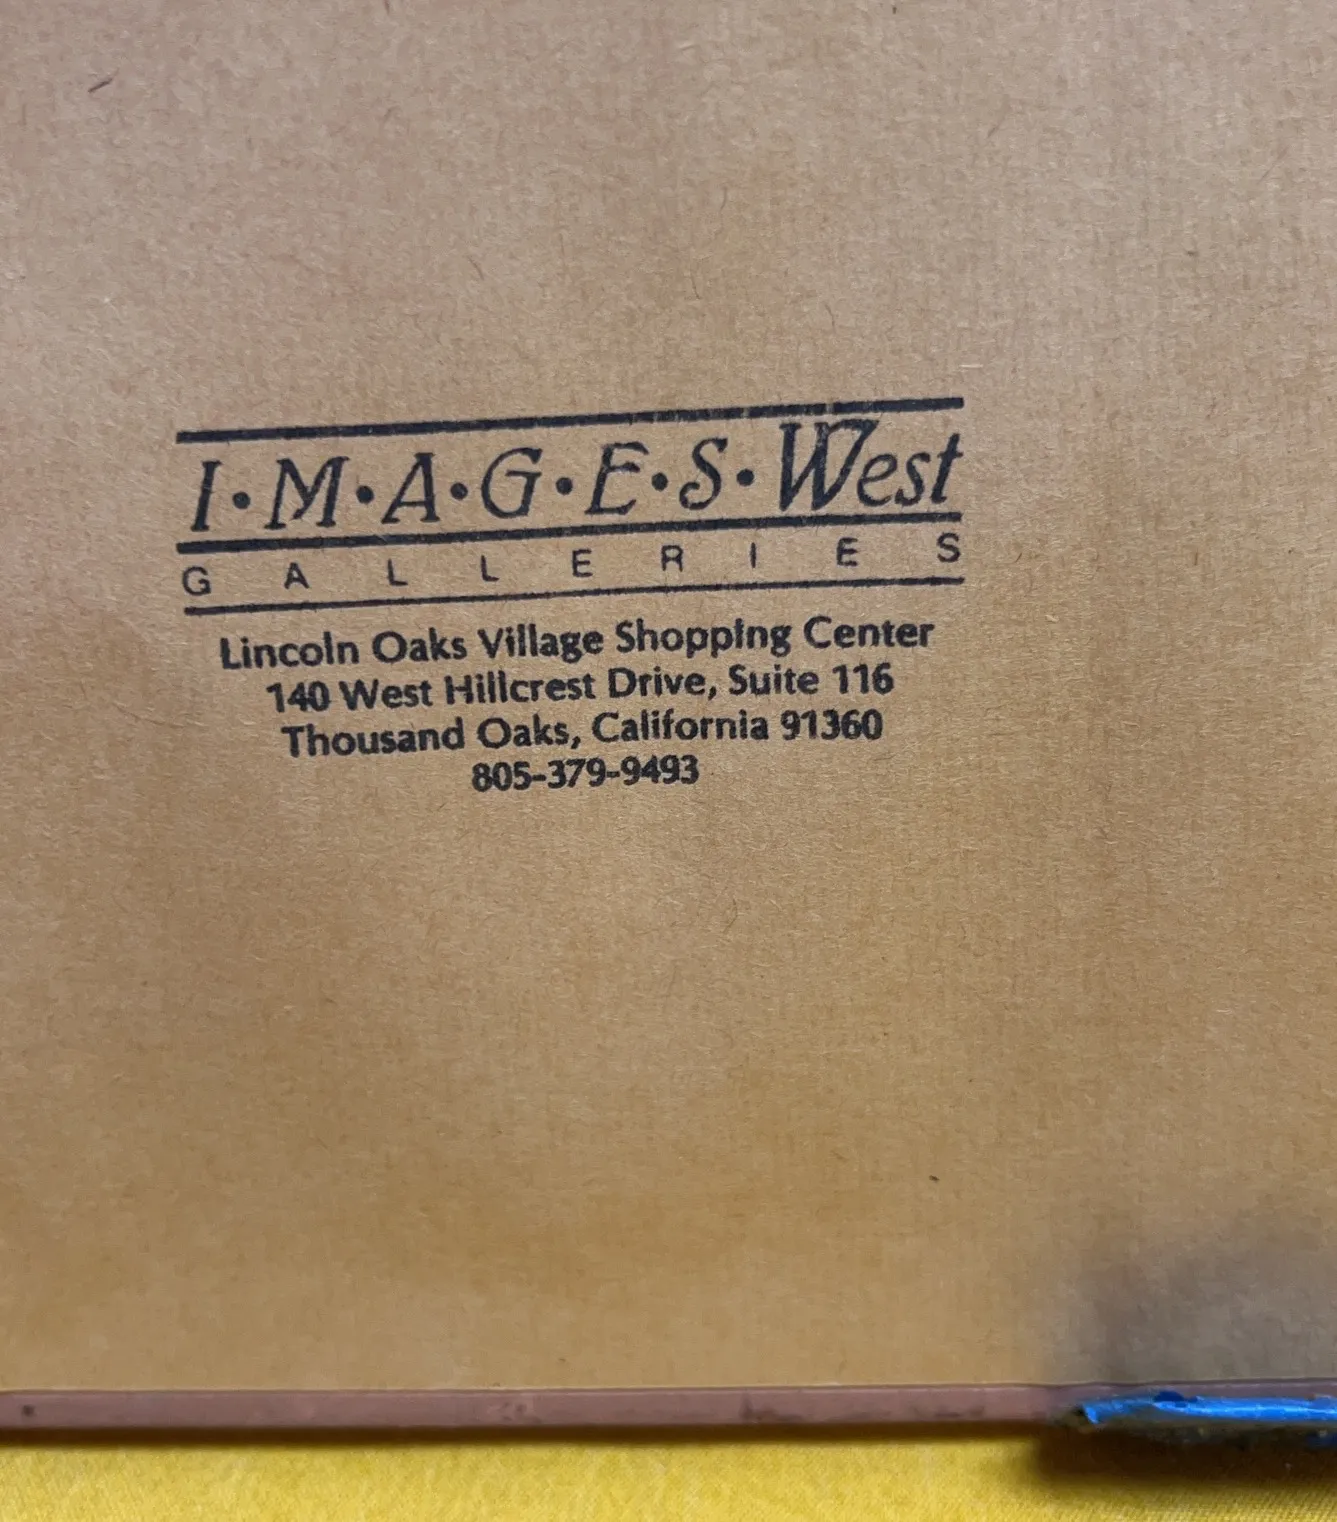 I•M•A•G•E•S•West
GALLERIES
Lincoln Oaks Village Shopping Center
140 West Hillcrest Drive, Suite 116
Thousand Oaks, California 91360
805-379-9493